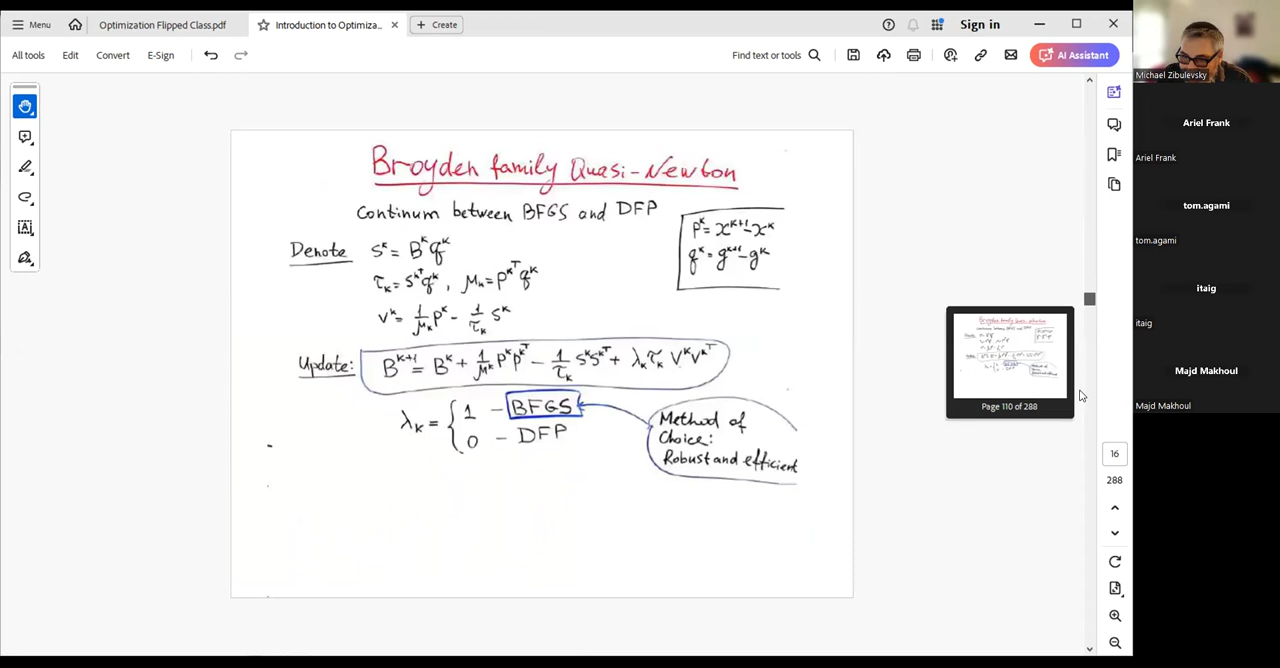 Menu
Optimization Flipped Class.pdf
Introduction to Optimiza...
Create
Sign in
All tools
Edit
Convert
E-Sign
Find text or tools
AI Assistant
Michael Zibulevsky
Ariel Frank
Ariel Frank
tom.agami
tom.agami
itaig
itaig
Majd Makhoul
Majd Makhoul
Broyden family Quasi-Newton
Continum between BFGS and DFP
p^k = x^{k+1} - x^k
q^k = g^{k+1} - g^k
Denote s^k = B^k q^k
τ_k = s^{kT} q^k, μ_k = p^{kT} q^k
v^k = 1/μ_k p^k - 1/τ_k s^k
Update: B^{k+1} = B^k + 1/μ_k p^k p^{kT} - 1/τ_k s^k s^{kT} + λ_k τ_k v^k v^{kT}
λ_k = { 1 - BFGS
0 - DFP
Method of
Choice:
Robust and efficient
Page 110 of 288
16
288